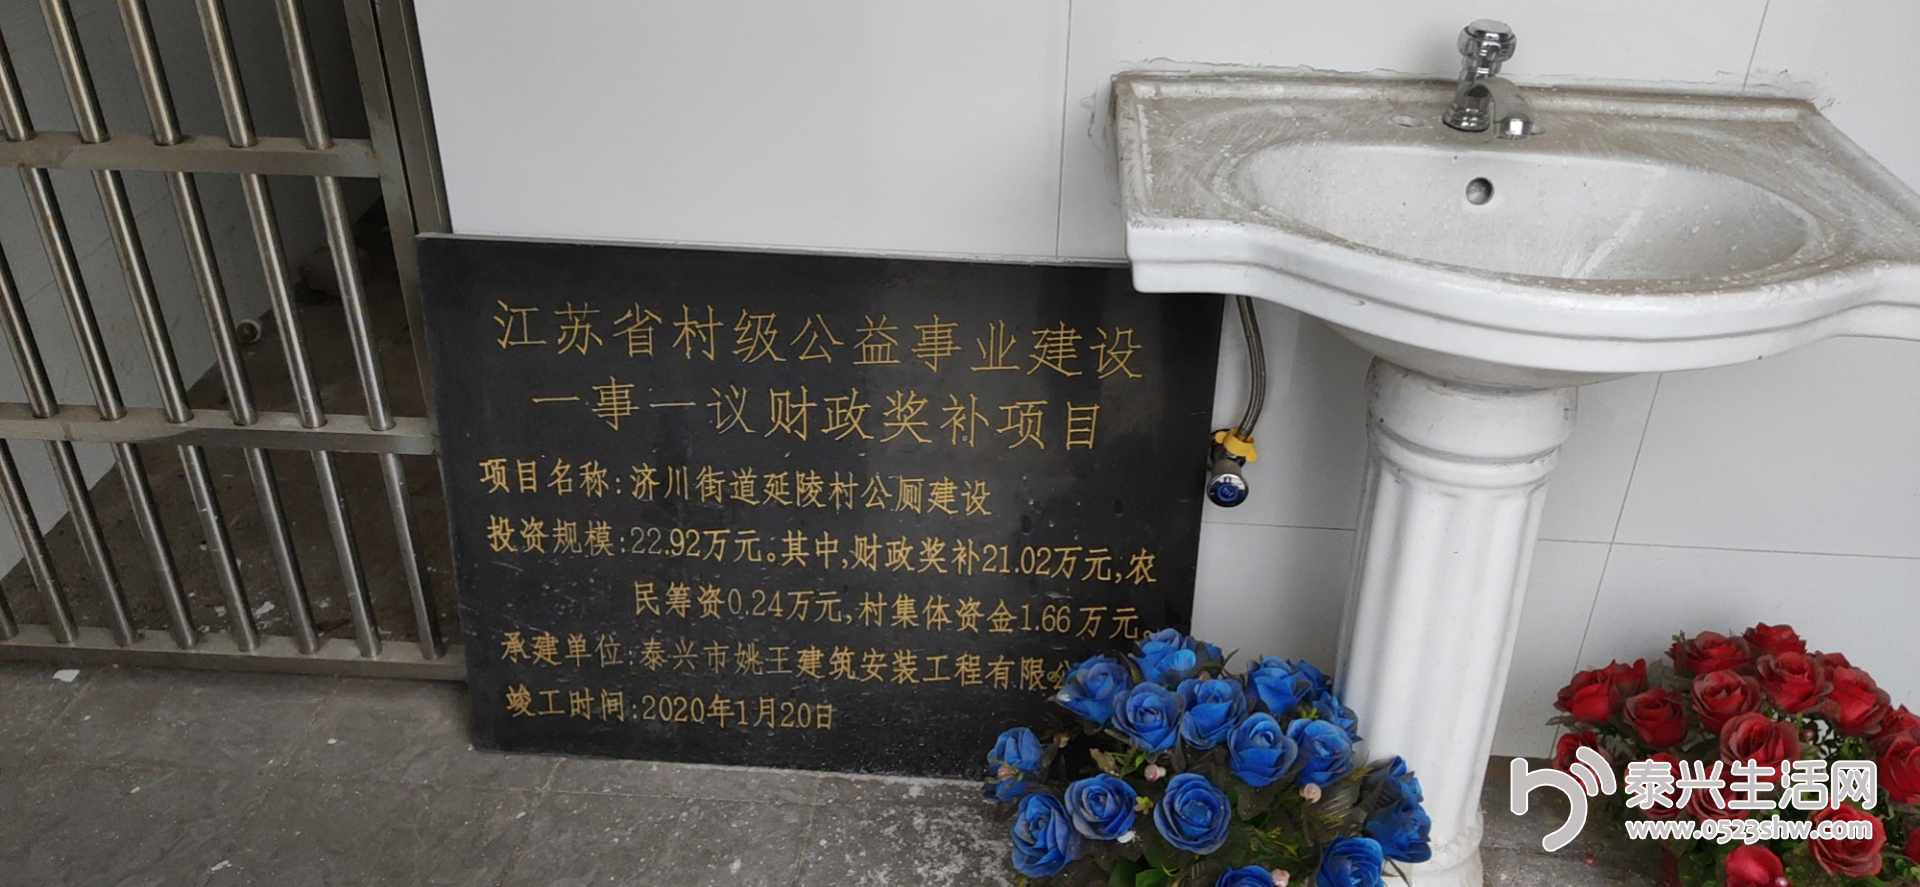 江苏省村级公益事业建设
一事一议财政奖补项目
项目名称:济川街道延陵村公厕建设
投资规模:22.92万元。其中,财政奖补21.02万元,农
民筹资0.24万元,村集体资金1.66万元。
承建单位:泰兴市姚王建筑安装工程有限公
竣工时间:2020年1月20日
泰兴生活网
www.0523shw.com